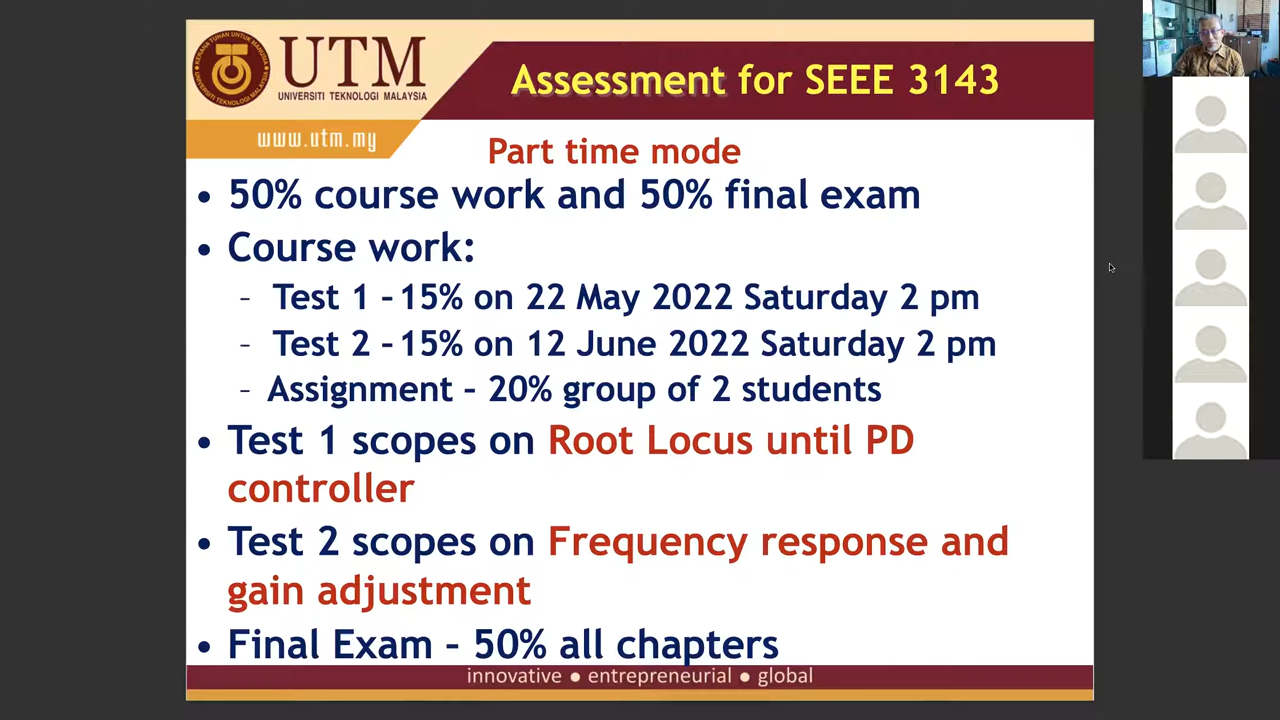 UTM
UNIVERSITI TEKNOLOGI MALAYSIA
www.utm.my
Assessment for SEEE 3143
Part time mode
• 50% course work and 50% final exam
• Course work:
– Test 1 –15% on 22 May 2022 Saturday 2 pm
– Test 2 –15% on 12 June 2022 Saturday 2 pm
– Assignment – 20% group of 2 students
• Test 1 scopes on Root Locus until PD
controller
• Test 2 scopes on Frequency response and
gain adjustment
• Final Exam – 50% all chapters
innovative ● entrepreneurial ● global